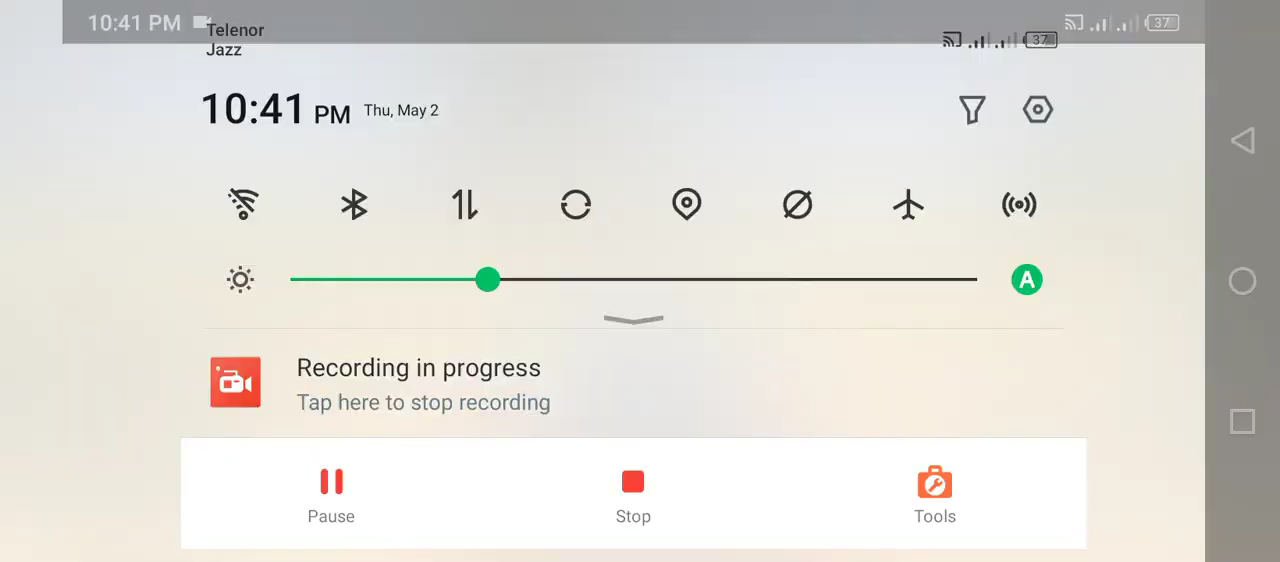 10:41 PM
37
Telenor
Jazz
37
10:41 PM Thu, May 2
A
Recording in progress
Tap here to stop recording
Pause Stop Tools